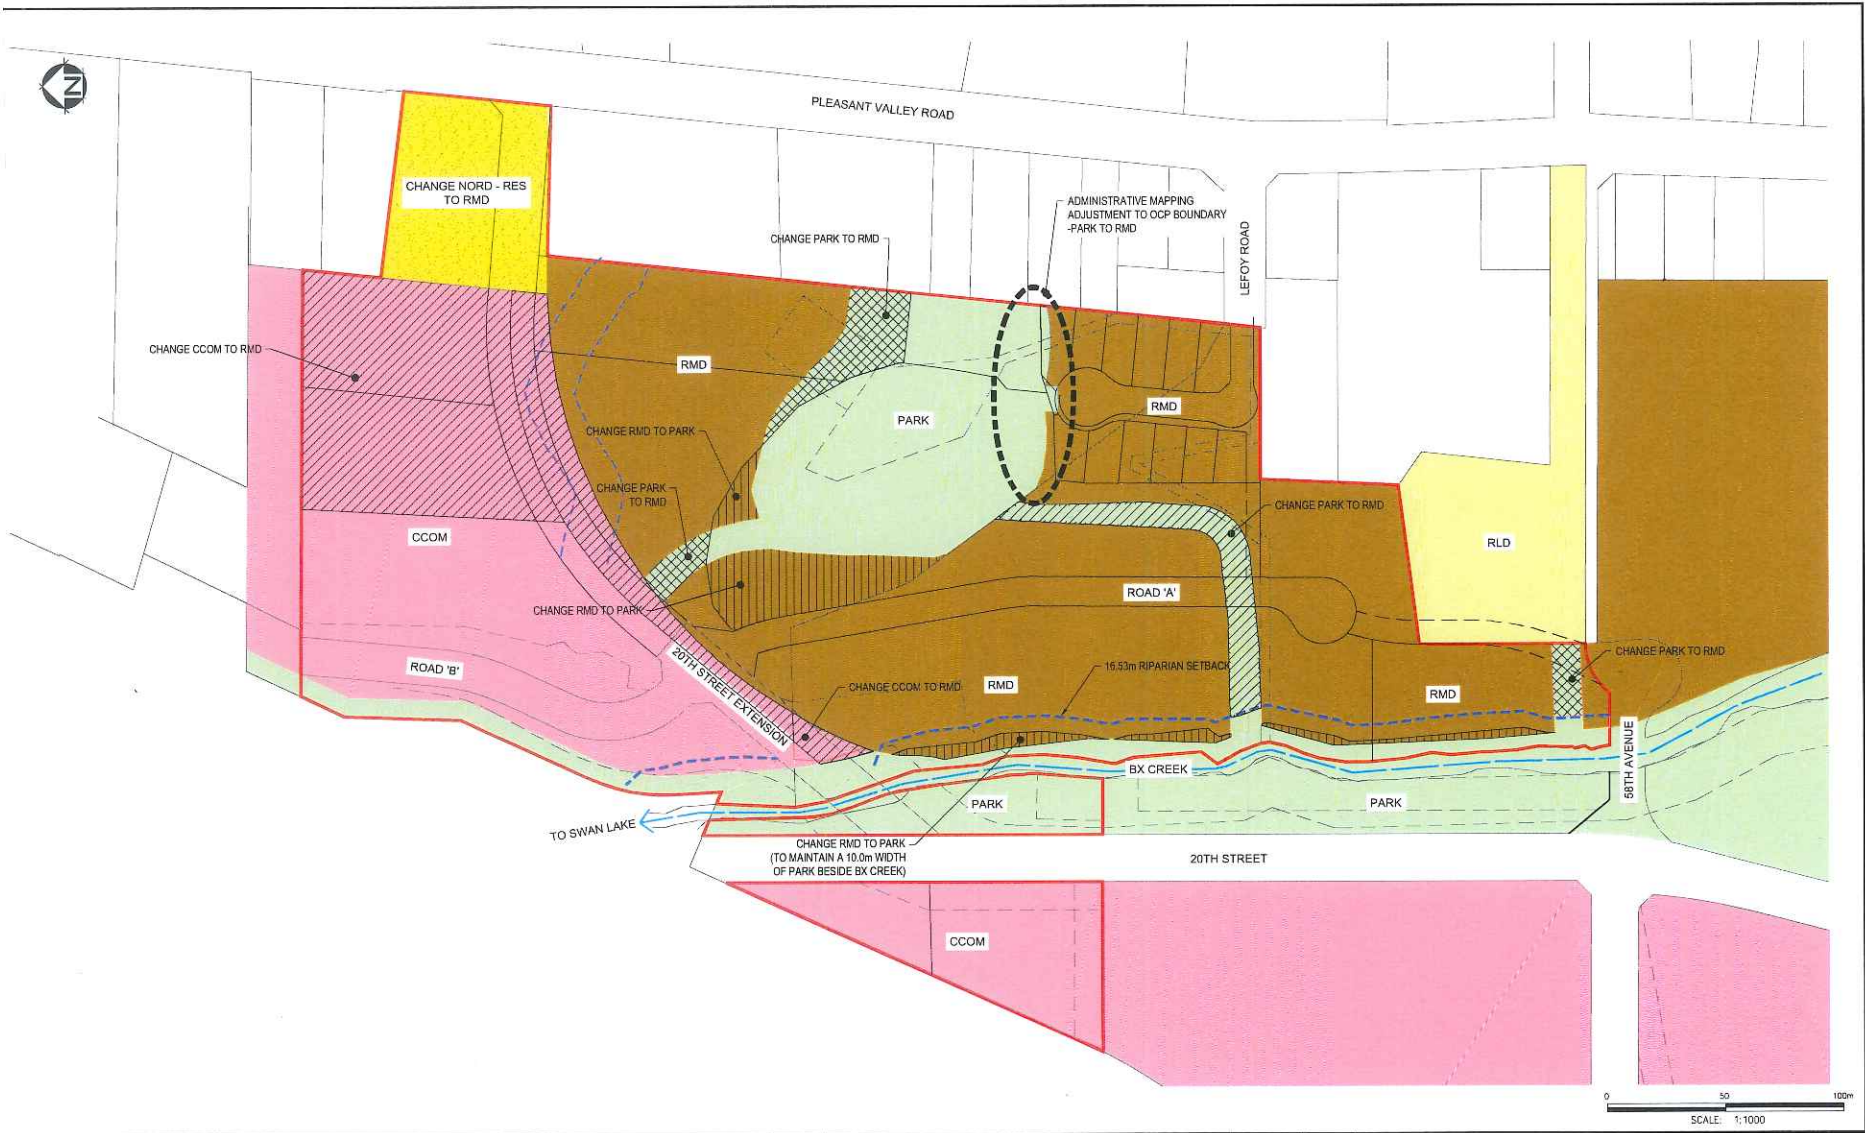 N
PLEASANT VALLEY ROAD
CHANGE NORD - RES
TO RMD
ADMINISTRATIVE MAPPING
ADJUSTMENT TO OCP BOUNDARY
-PARK TO RMD
CHANGE PARK TO RMD
LEFOY ROAD
CHANGE CCOM TO RMD
RMD
RMD
PARK
CHANGE RMD TO PARK
CHANGE PARK
TO RMD
CHANGE PARK TO RMD
CCOM
RLD
ROAD 'A'
CHANGE RMD TO PARK
20TH STREET EXTENSION
CHANGE PARK TO RMD
ROAD 'B'
16.53m RIPARIAN SETBACK
CHANGE CCOM TO RMD
RMD
RMD
58TH AVENUE
BX CREEK
PARK
PARK
TO SWAN LAKE
CHANGE RMD TO PARK
(TO MAINTAIN A 10.0m WIDTH
OF PARK BESIDE BX CREEK)
20TH STREET
CCOM
0 50 100m
SCALE: 1:1000